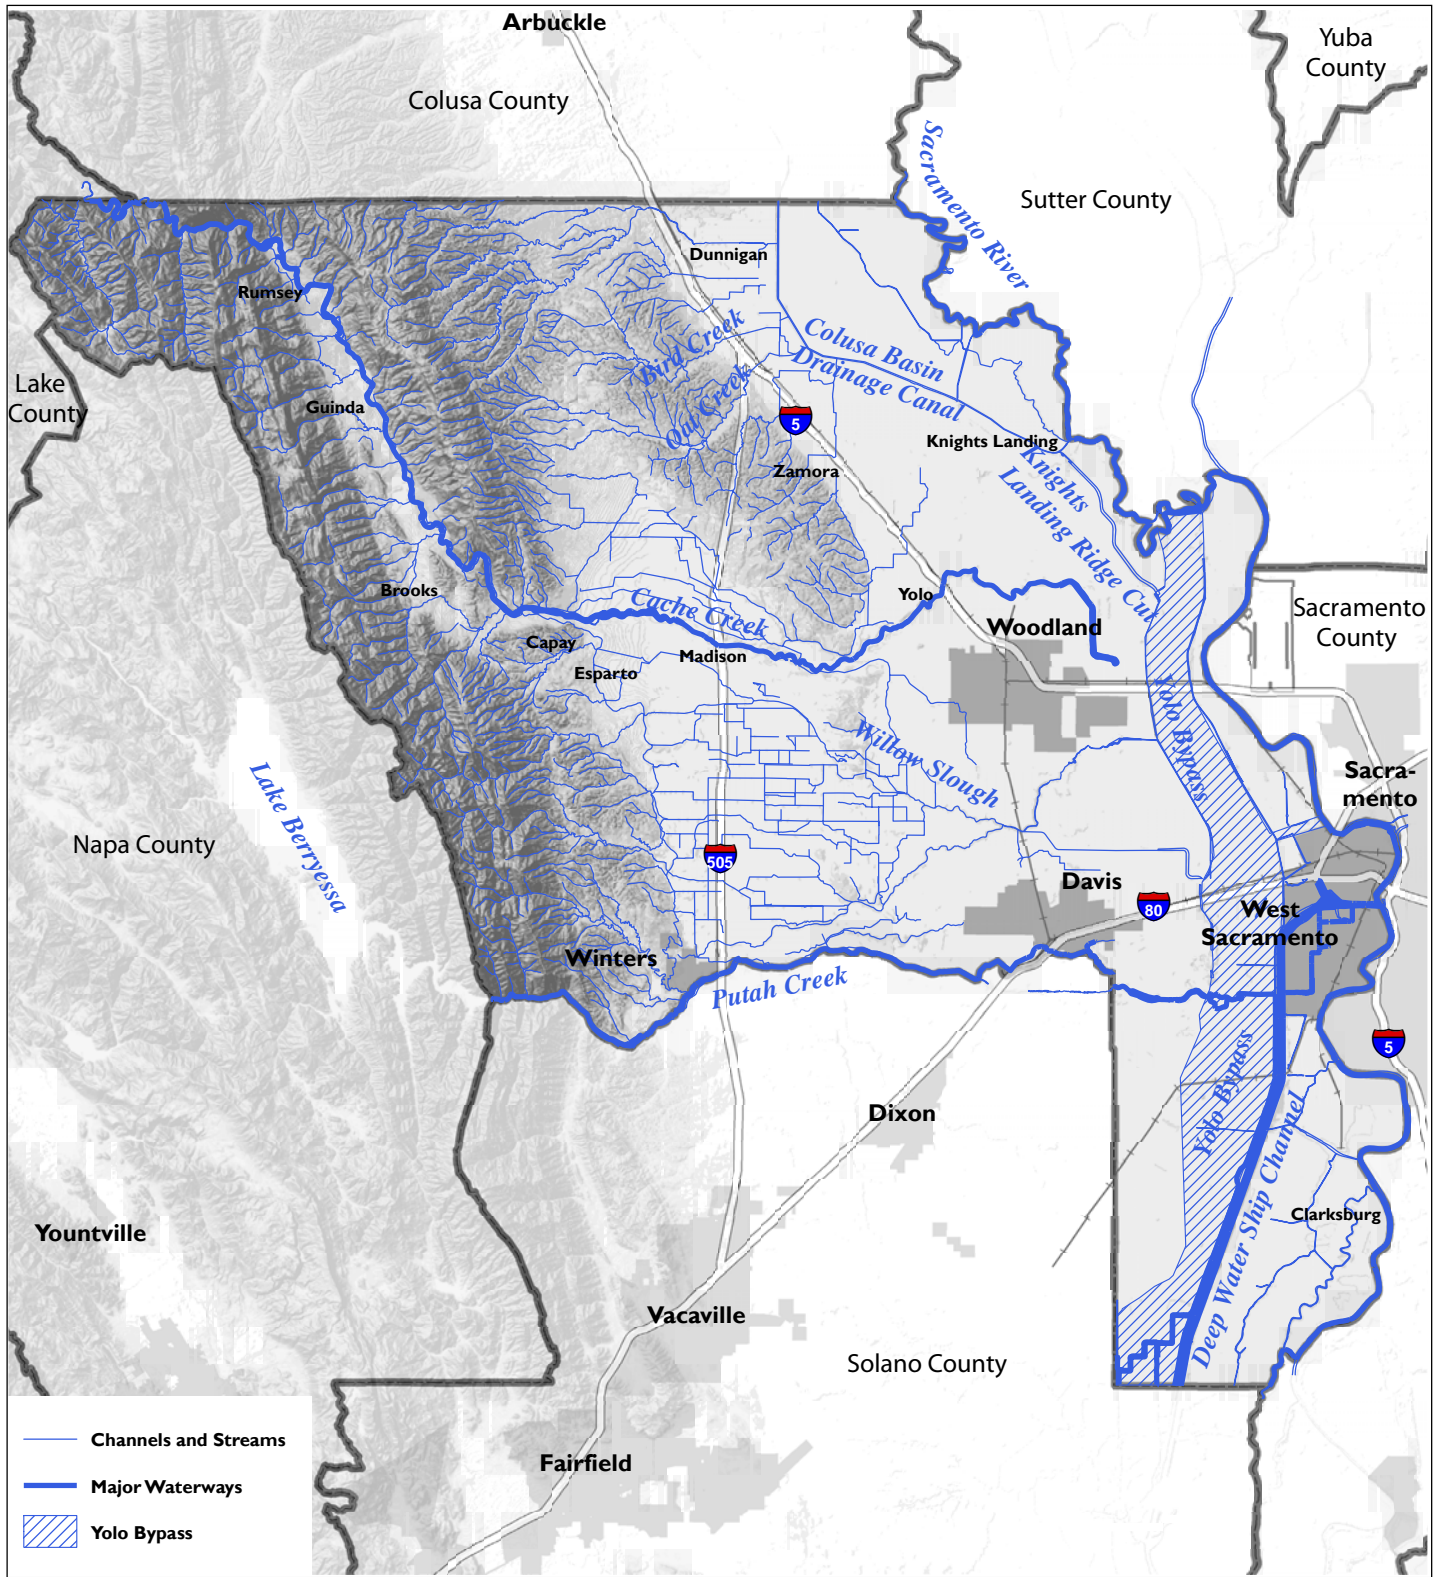 Arbuckle
Yuba
County
Colusa County
Sacramento River
Sutter County
Dunnigan
Rumsey
Bird Creek
Colusa Basin
Drainage Canal
Lake
County
Oat Creek
Guinda
5
Knights Landing
Zamora
Knights
Landing Ridge Cut
Brooks
Cache Creek
Yolo
Woodland
Sacramento
County
Capay
Madison
Esparto
Yolo Bypass
Willow Slough
Lake Berryessa
Sacra-
mento
Napa County
505
Davis
80
West
Sacramento
Winters
Putah Creek
5
Yolo Bypass
Dixon
Deep Water Ship Channel
Clarksburg
Yountville
Vacaville
Solano County
Fairfield
Channels and Streams
Major Waterways
Yolo Bypass